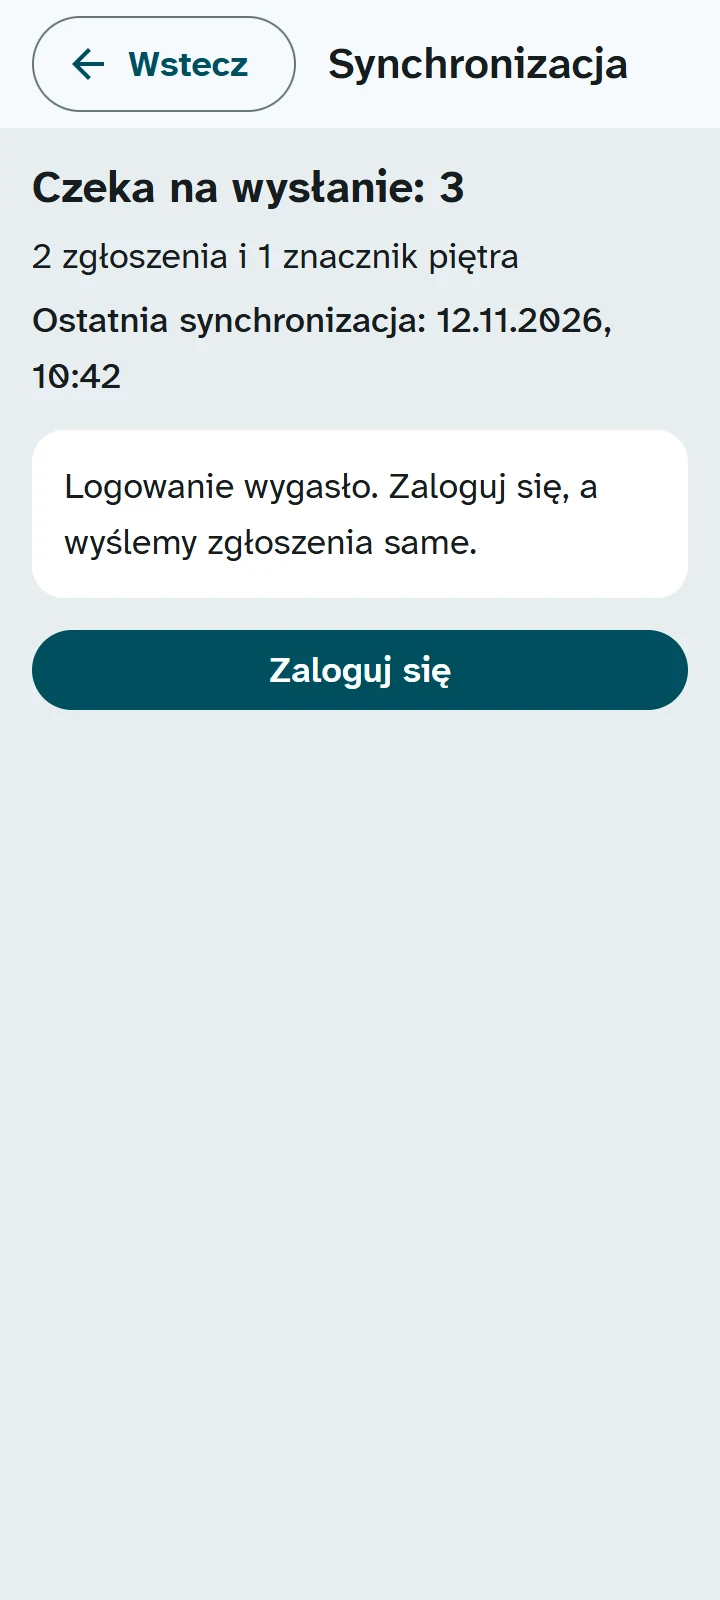 Wstecz
Synchronizacja
Czeka na wysłanie: 3
2 zgłoszenia i 1 znacznik piętra
Ostatnia synchronizacja: 12.11.2026,
10:42
Logowanie wygasło. Zaloguj się, a
wyślemy zgłoszenia same.
Zaloguj się